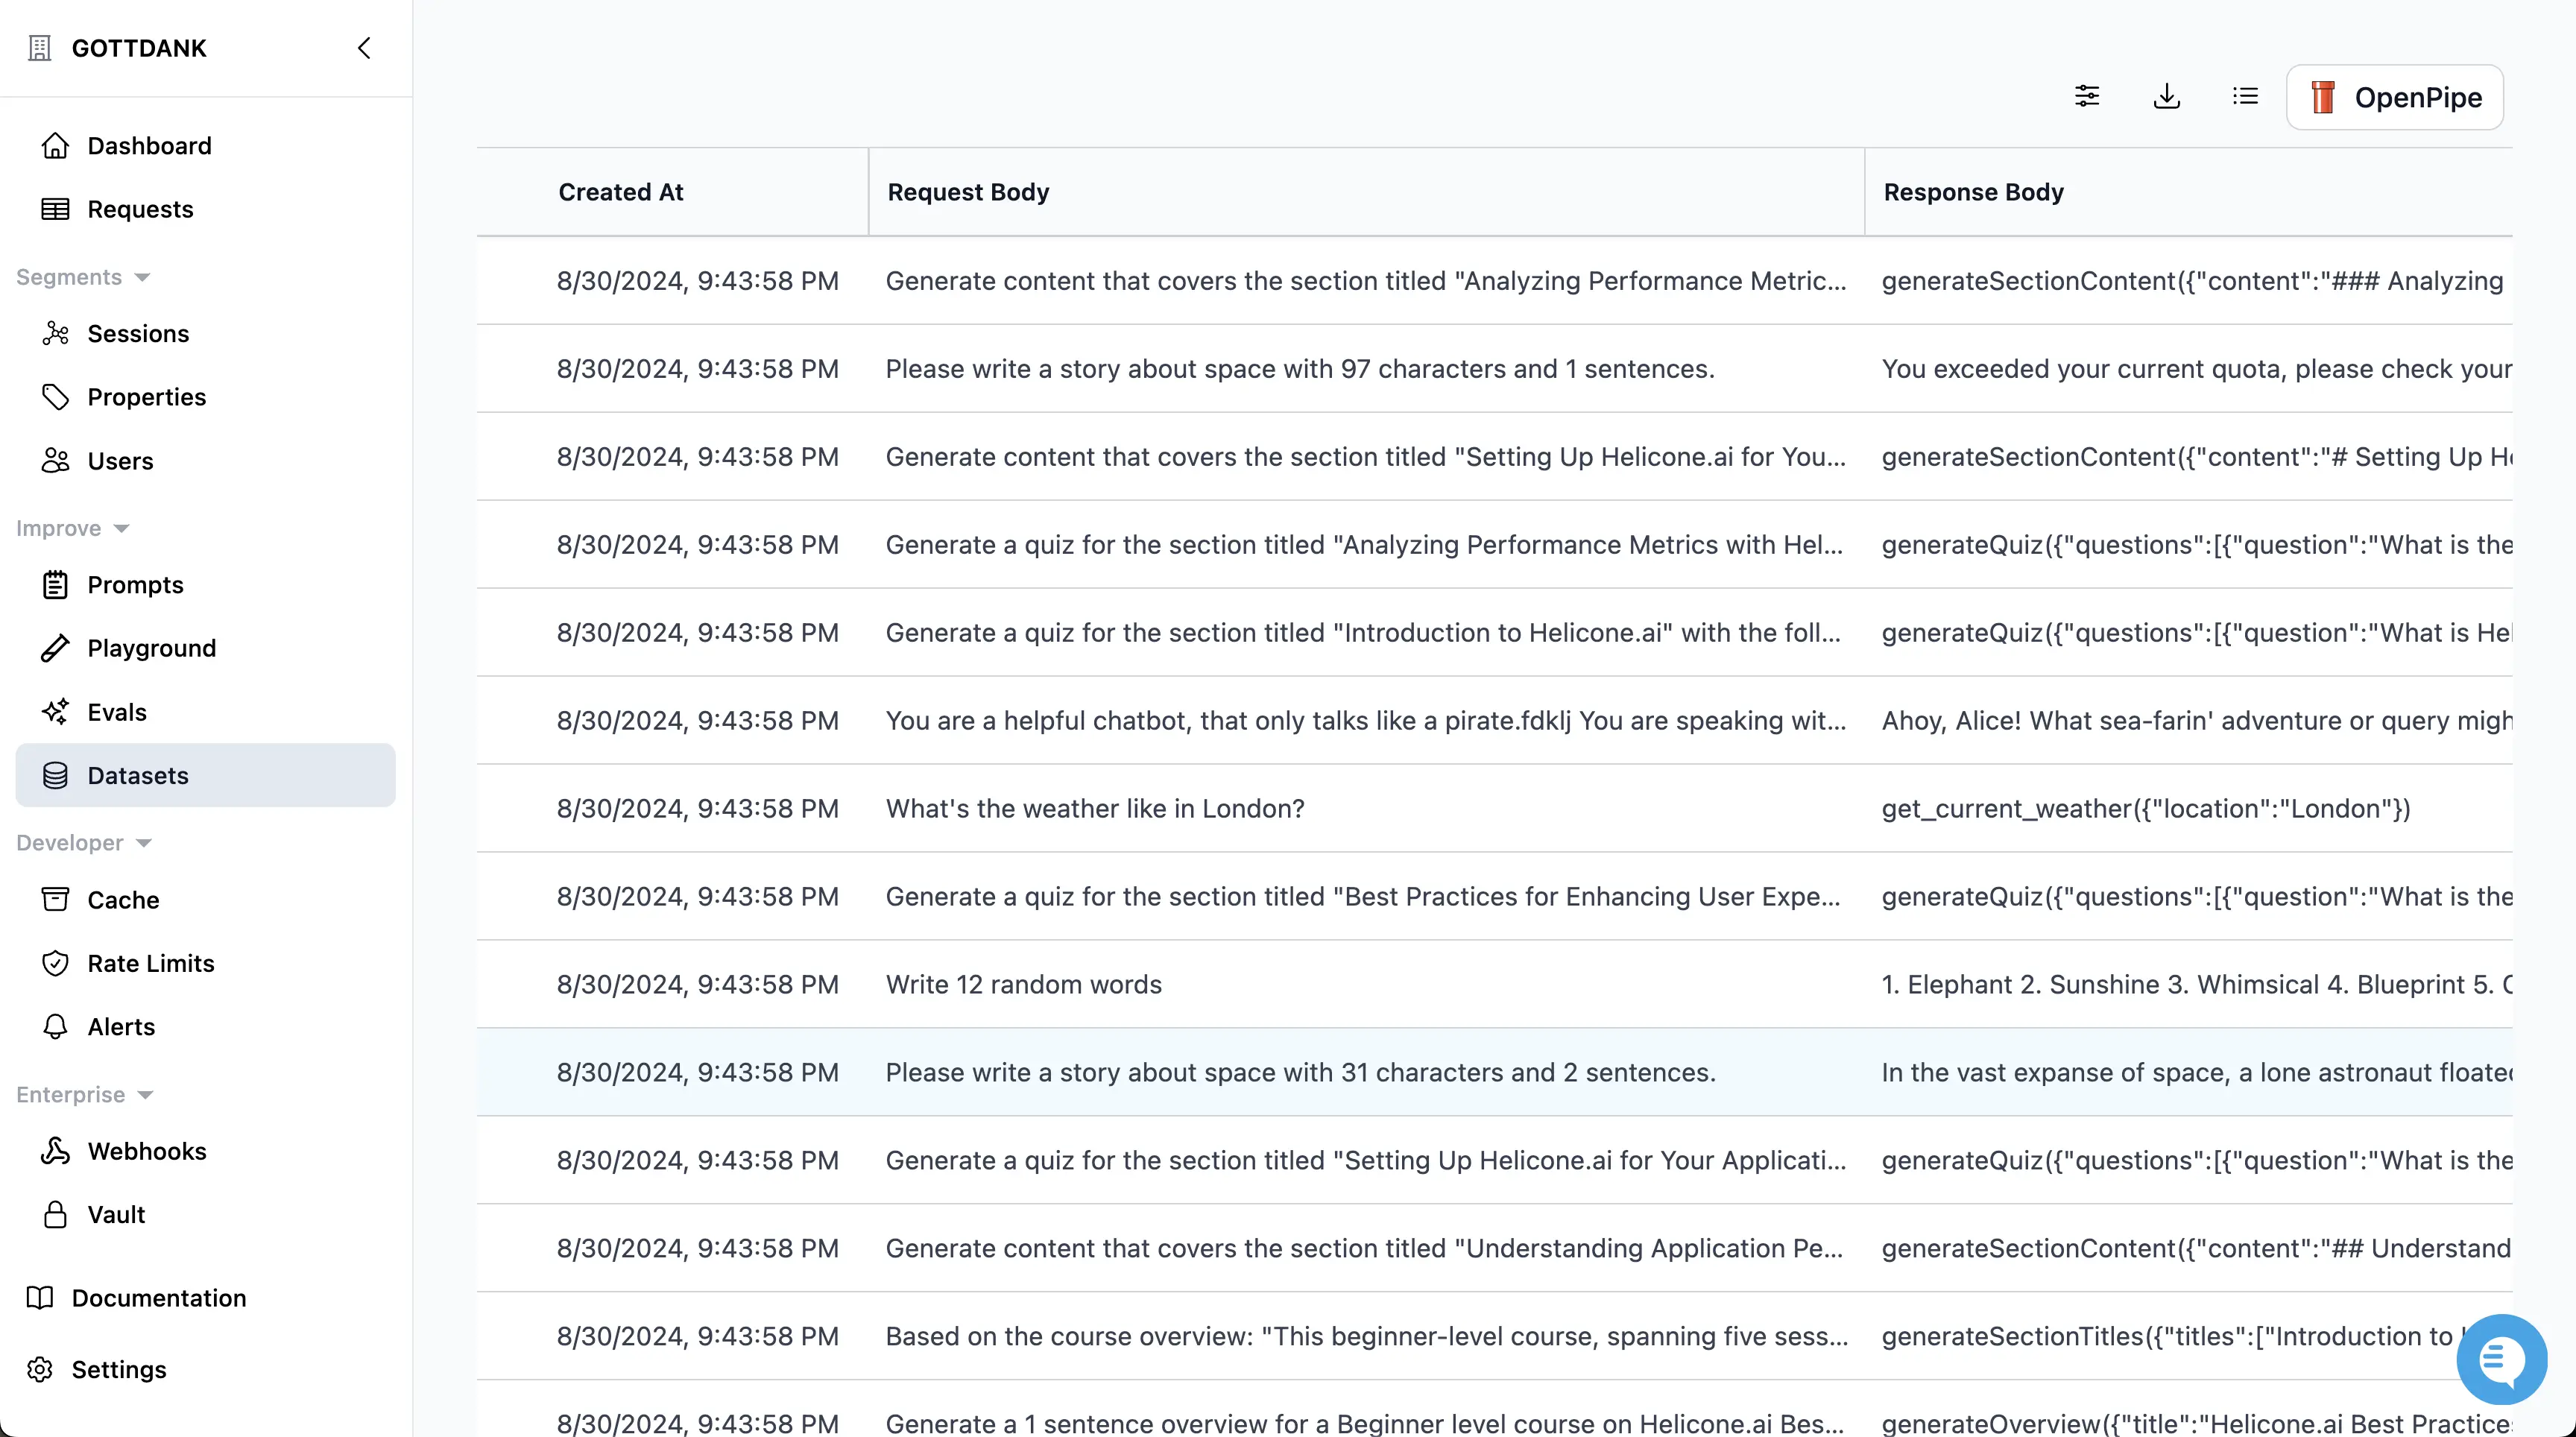 GOTTDANK
Dashboard
Requests
Segments
Sessions
Properties
Users
Improve
Prompts
Playground
Evals
Datasets
Developer
Cache
Rate Limits
Alerts
Enterprise
Webhooks
Vault
Documentation
Settings
OpenPipe
Created At Request Body Response Body
8/30/2024, 9:43:58 PM Generate content that covers the section titled "Analyzing Performance Metric... generateSectionContent({"content":"### Analyzing
8/30/2024, 9:43:58 PM Please write a story about space with 97 characters and 1 sentences. You exceeded your current quota, please check your
8/30/2024, 9:43:58 PM Generate content that covers the section titled "Setting Up Helicone.ai for You... generateSectionContent({"content":"# Setting Up He
8/30/2024, 9:43:58 PM Generate a quiz for the section titled "Analyzing Performance Metrics with Hel... generateQuiz({"questions":[{"question":"What is the
8/30/2024, 9:43:58 PM Generate a quiz for the section titled "Introduction to Helicone.ai" with the foll... generateQuiz({"questions":[{"question":"What is Hel
8/30/2024, 9:43:58 PM You are a helpful chatbot, that only talks like a pirate.fdklj You are speaking wit... Ahoy, Alice! What sea-farin' adventure or query migh
8/30/2024, 9:43:58 PM What's the weather like in London? get_current_weather({"location":"London"})
8/30/2024, 9:43:58 PM Generate a quiz for the section titled "Best Practices for Enhancing User Expe... generateQuiz({"questions":[{"question":"What is the
8/30/2024, 9:43:58 PM Write 12 random words 1. Elephant 2. Sunshine 3. Whimsical 4. Blueprint 5.
8/30/2024, 9:43:58 PM Please write a story about space with 31 characters and 2 sentences. In the vast expanse of space, a lone astronaut floated
8/30/2024, 9:43:58 PM Generate a quiz for the section titled "Setting Up Helicone.ai for Your Applicati... generateQuiz({"questions":[{"question":"What is the
8/30/2024, 9:43:58 PM Generate content that covers the section titled "Understanding Application Pe... generateSectionContent({"content":"## Understand
8/30/2024, 9:43:58 PM Based on the course overview: "This beginner-level course, spanning five sess... generateSectionTitles({"titles":["Introduction to
8/30/2024, 9:43:58 PM Generate a 1 sentence overview for a Beginner level course on Helicone.ai Bes... generateOverview({"title":"Helicone.ai Best Practices